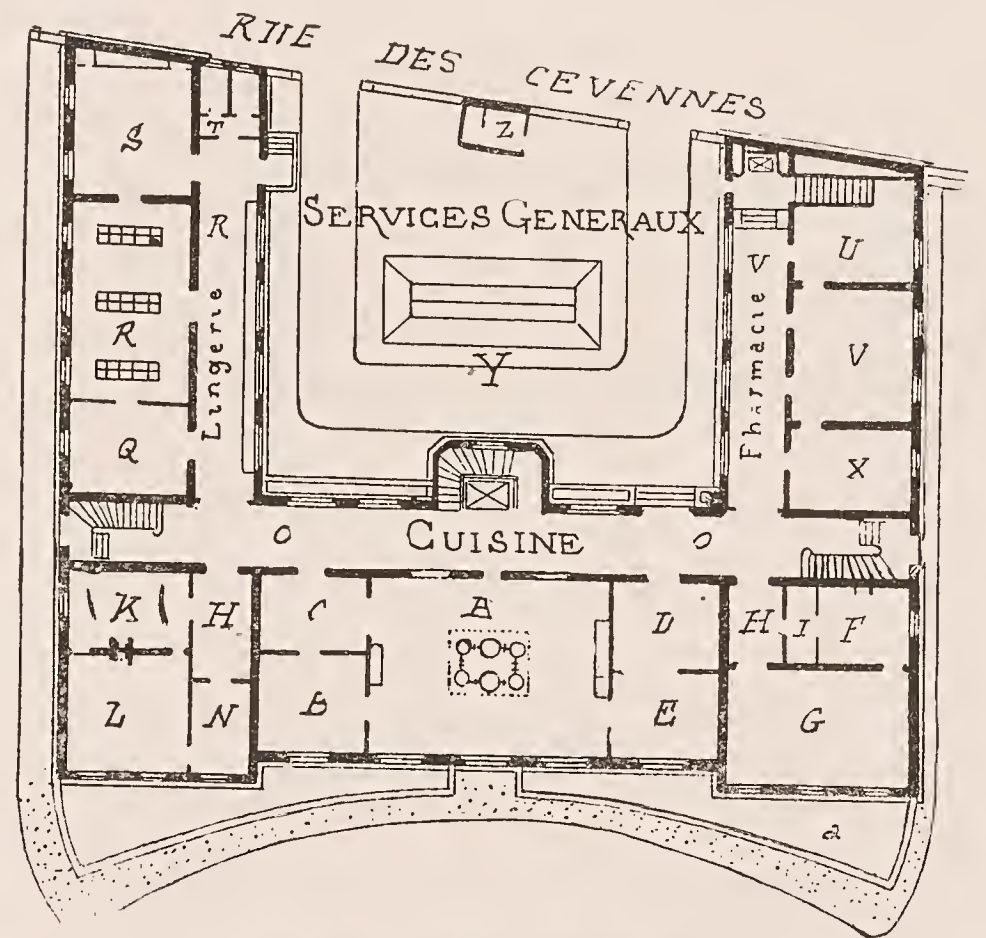 RUE DES CEVENNES
S
T
Z
SERVICES GENERAUX
R
U
V
Pharmacie
R
Lingerie
V
Y
Q
X
O
CUISINE
O
K
H
C
A
D
H
I
F
L
N
B
E
G
a